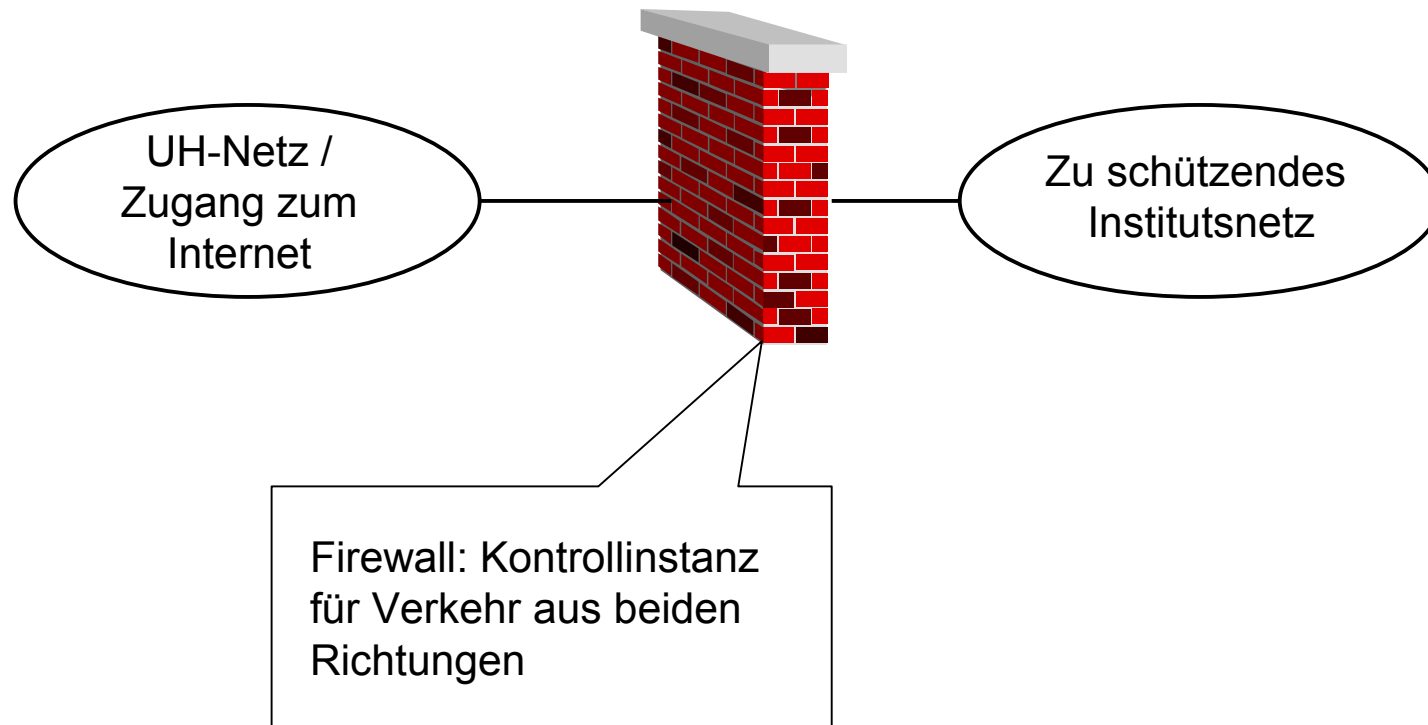 UH-Netz /
Zugang zum
Internet
Zu schützendes
Institutsnetz
Firewall: Kontrollinstanz
für Verkehr aus beiden
Richtungen